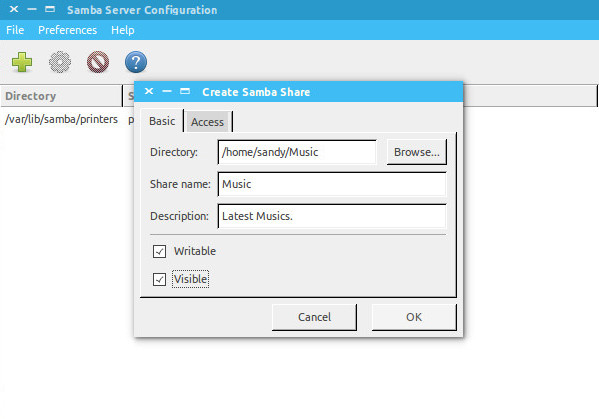 Samba Server Configuration
File Preferences Help
Directory S
/var/lib/samba/printers p
Create Samba Share
Basic Access
Directory: /home/sandy/Music Browse...
Share name: Music
Description: Latest Musics.
Writable
Visible
Cancel OK